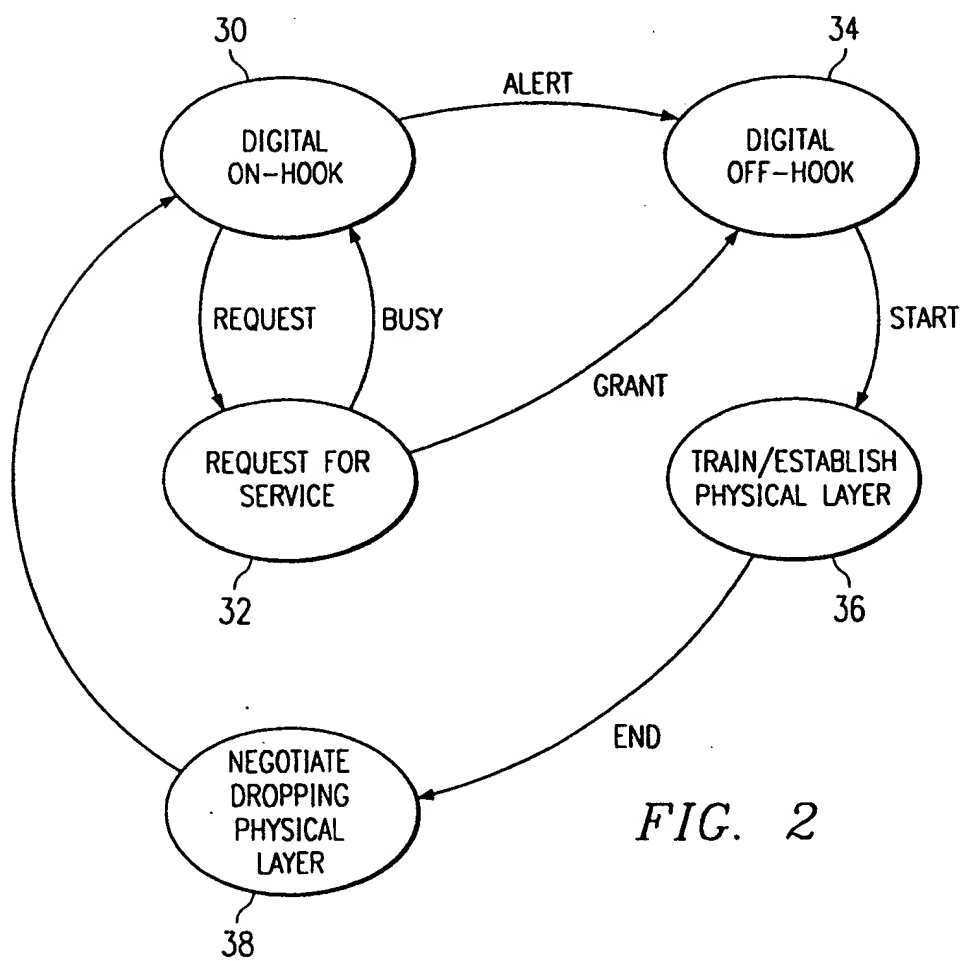 30
34
ALERT
DIGITAL
ON-HOOK
DIGITAL
OFF-HOOK
REQUEST
BUSY
START
GRANT
REQUEST FOR
SERVICE
TRAIN/ESTABLISH
PHYSICAL LAYER
32
36
END
NEGOTIATE
DROPPING
PHYSICAL
LAYER
FIG. 2
38